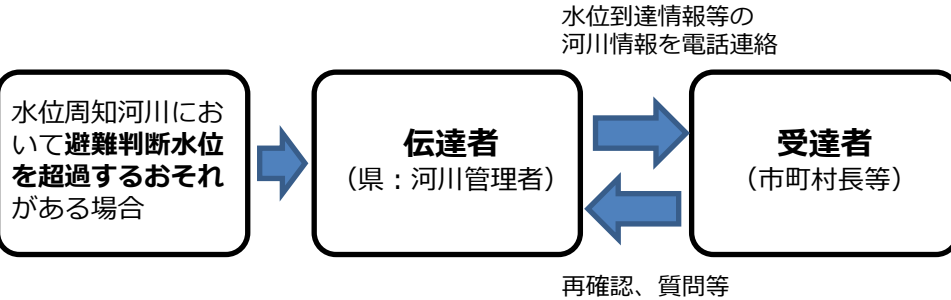 水位到達情報等の
河川情報を電話連絡
水位周知河川にお
いて避難判断水位
を超過するおそれ
がある場合
伝達者
（県：河川管理者）
受達者
（市町村長等）
再確認、質問等